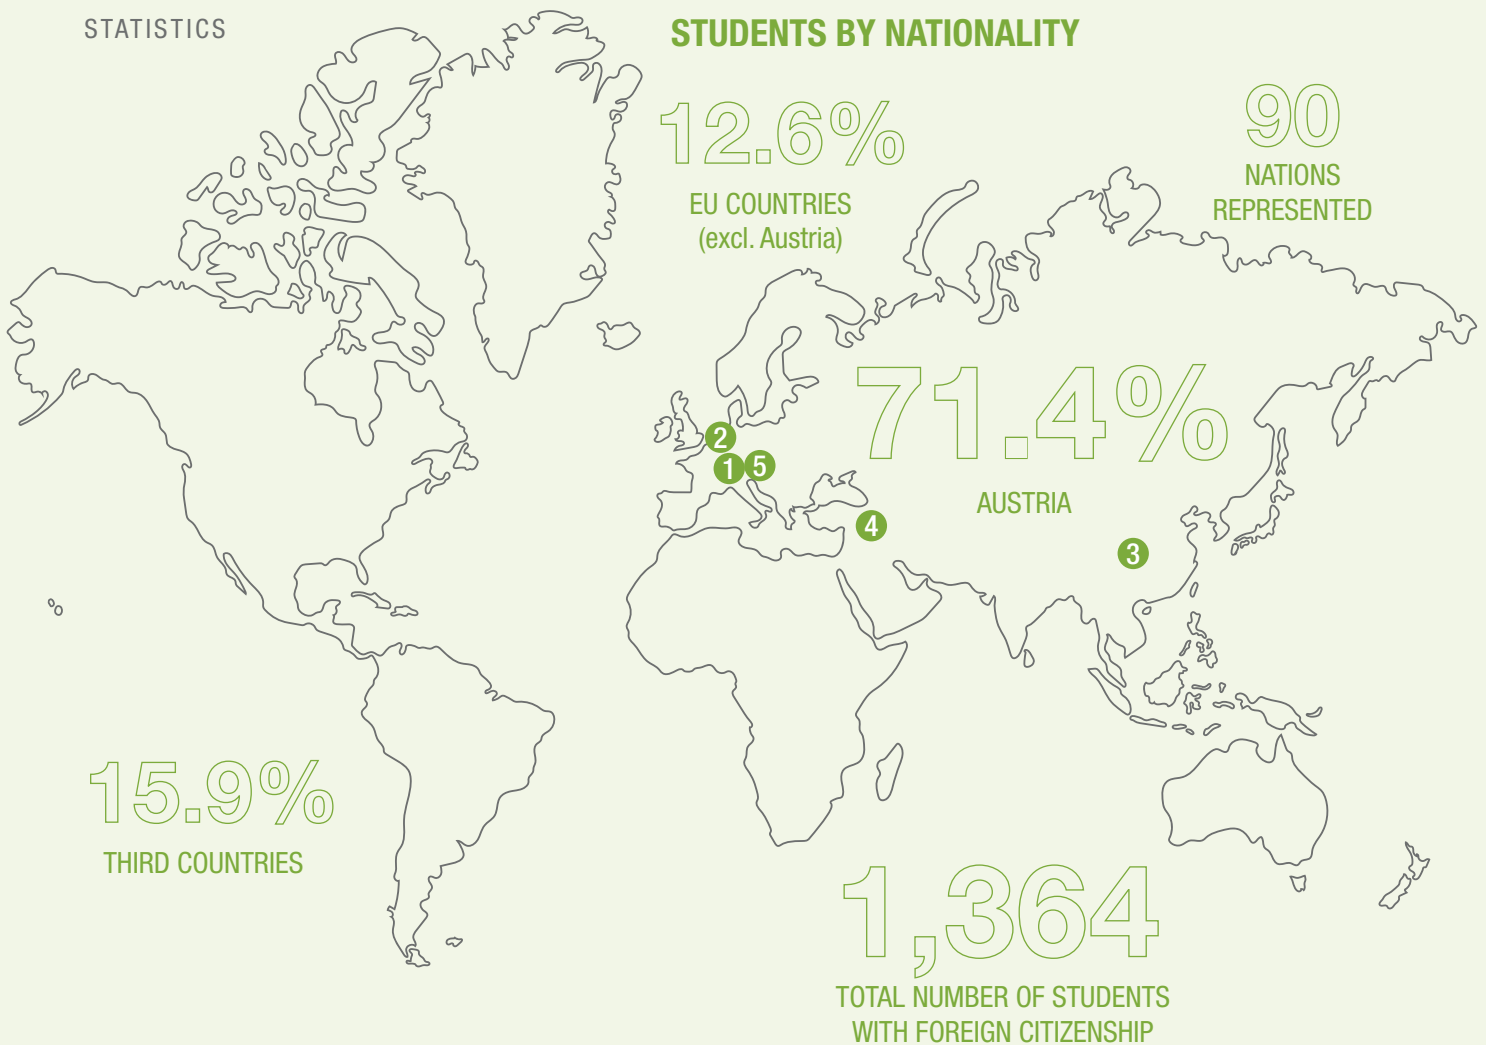 STATISTICS
STUDENTS BY NATIONALITY
12.6%
EU COUNTRIES
(excl. Austria)
90
NATIONS
REPRESENTED
71.4%
AUSTRIA
2
1
5
4
3
15.9%
THIRD COUNTRIES
1,364
TOTAL NUMBER OF STUDENTS
WITH FOREIGN CITIZENSHIP